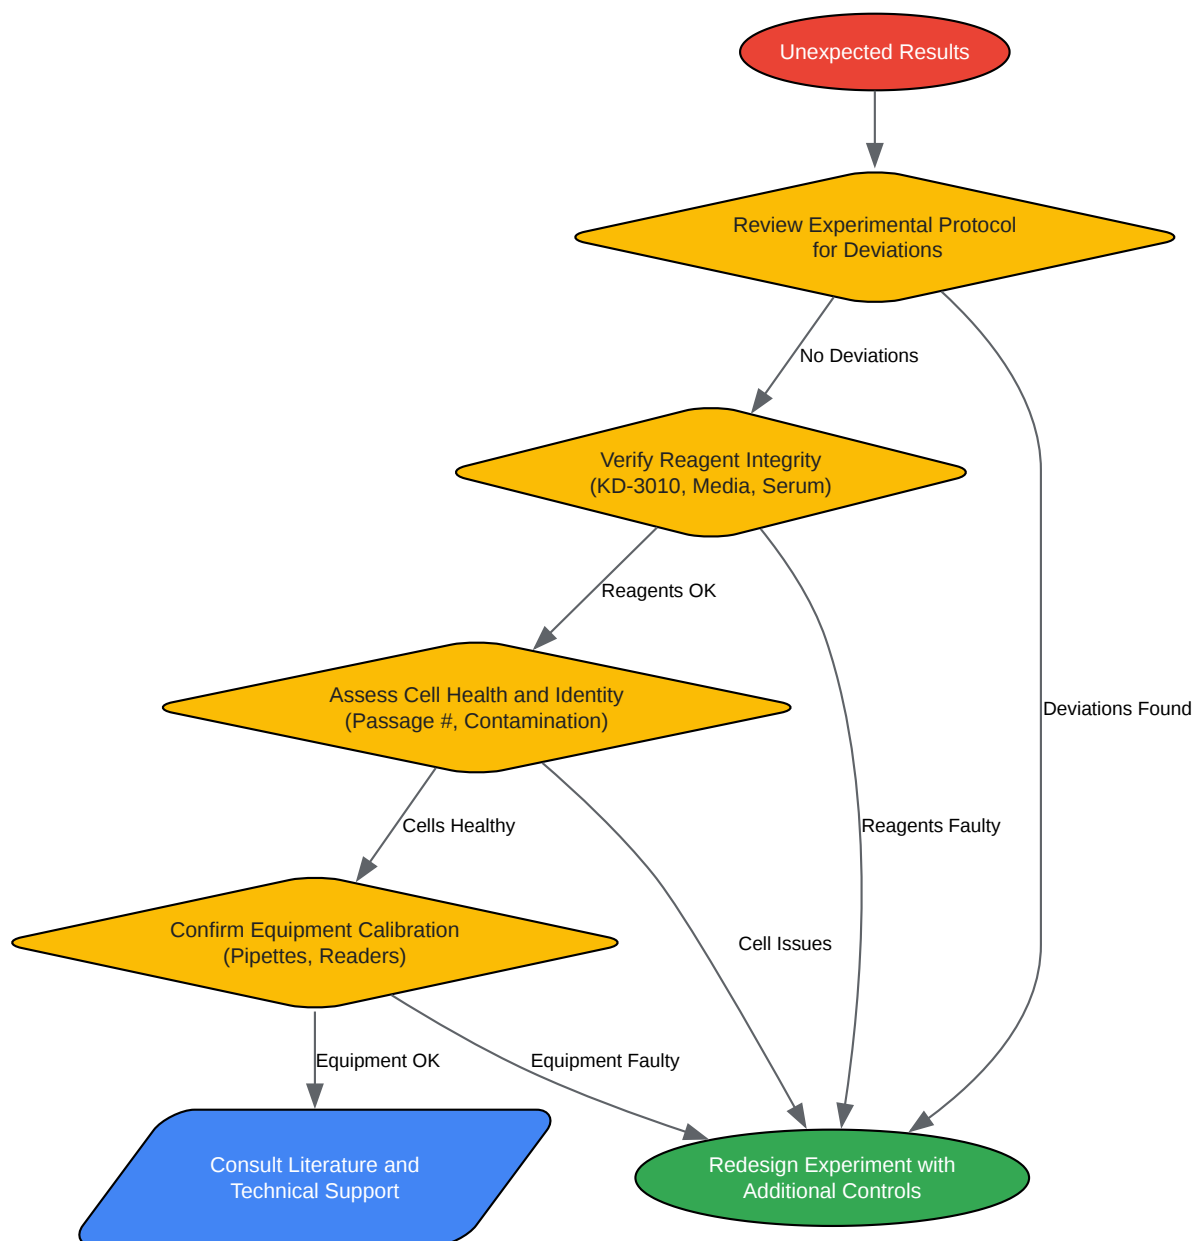 Unexpected Results
Review Experimental Protocol
for Deviations
No Deviations
Verify Reagent Integrity
(KD-3010, Media, Serum)
Reagents OK
Assess Cell Health and Identity
(Passage #, Contamination)
Deviations Found
Cells Healthy
Reagents Faulty
Confirm Equipment Calibration
(Pipettes, Readers)
Cell Issues
Equipment OK
Equipment Faulty
Consult Literature and
Technical Support
Redesign Experiment with
Additional Controls